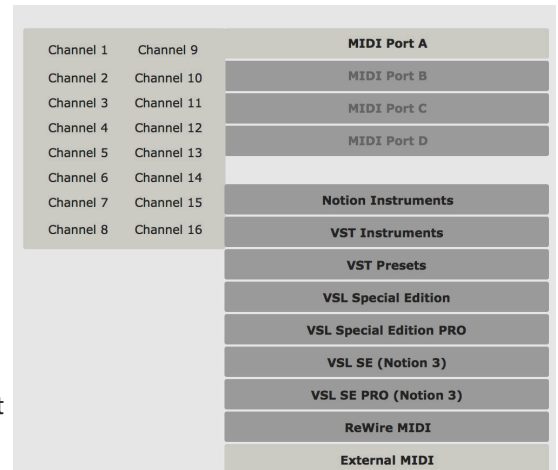 Channel 1 Channel 9
Channel 2 Channel 10
Channel 3 Channel 11
Channel 4 Channel 12
Channel 5 Channel 13
Channel 6 Channel 14
Channel 7 Channel 15
Channel 8 Channel 16
MIDI Port A
MIDI Port B
MIDI Port C
MIDI Port D
Notion Instruments
VST Instruments
VST Presets
VSL Special Edition
VSL Special Edition PRO
VSL SE (Notion 3)
VSL SE PRO (Notion 3)
ReWire MIDI
External MIDI